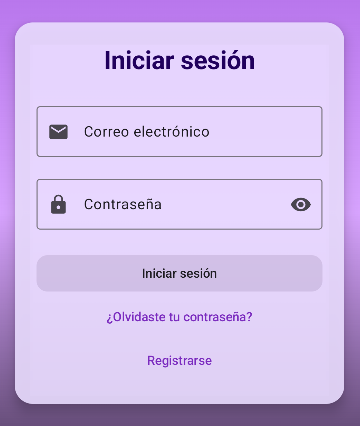 Iniciar sesión
Correo electrónico
Contraseña
Iniciar sesión
¿Olvidaste tu contraseña?
Registrarse